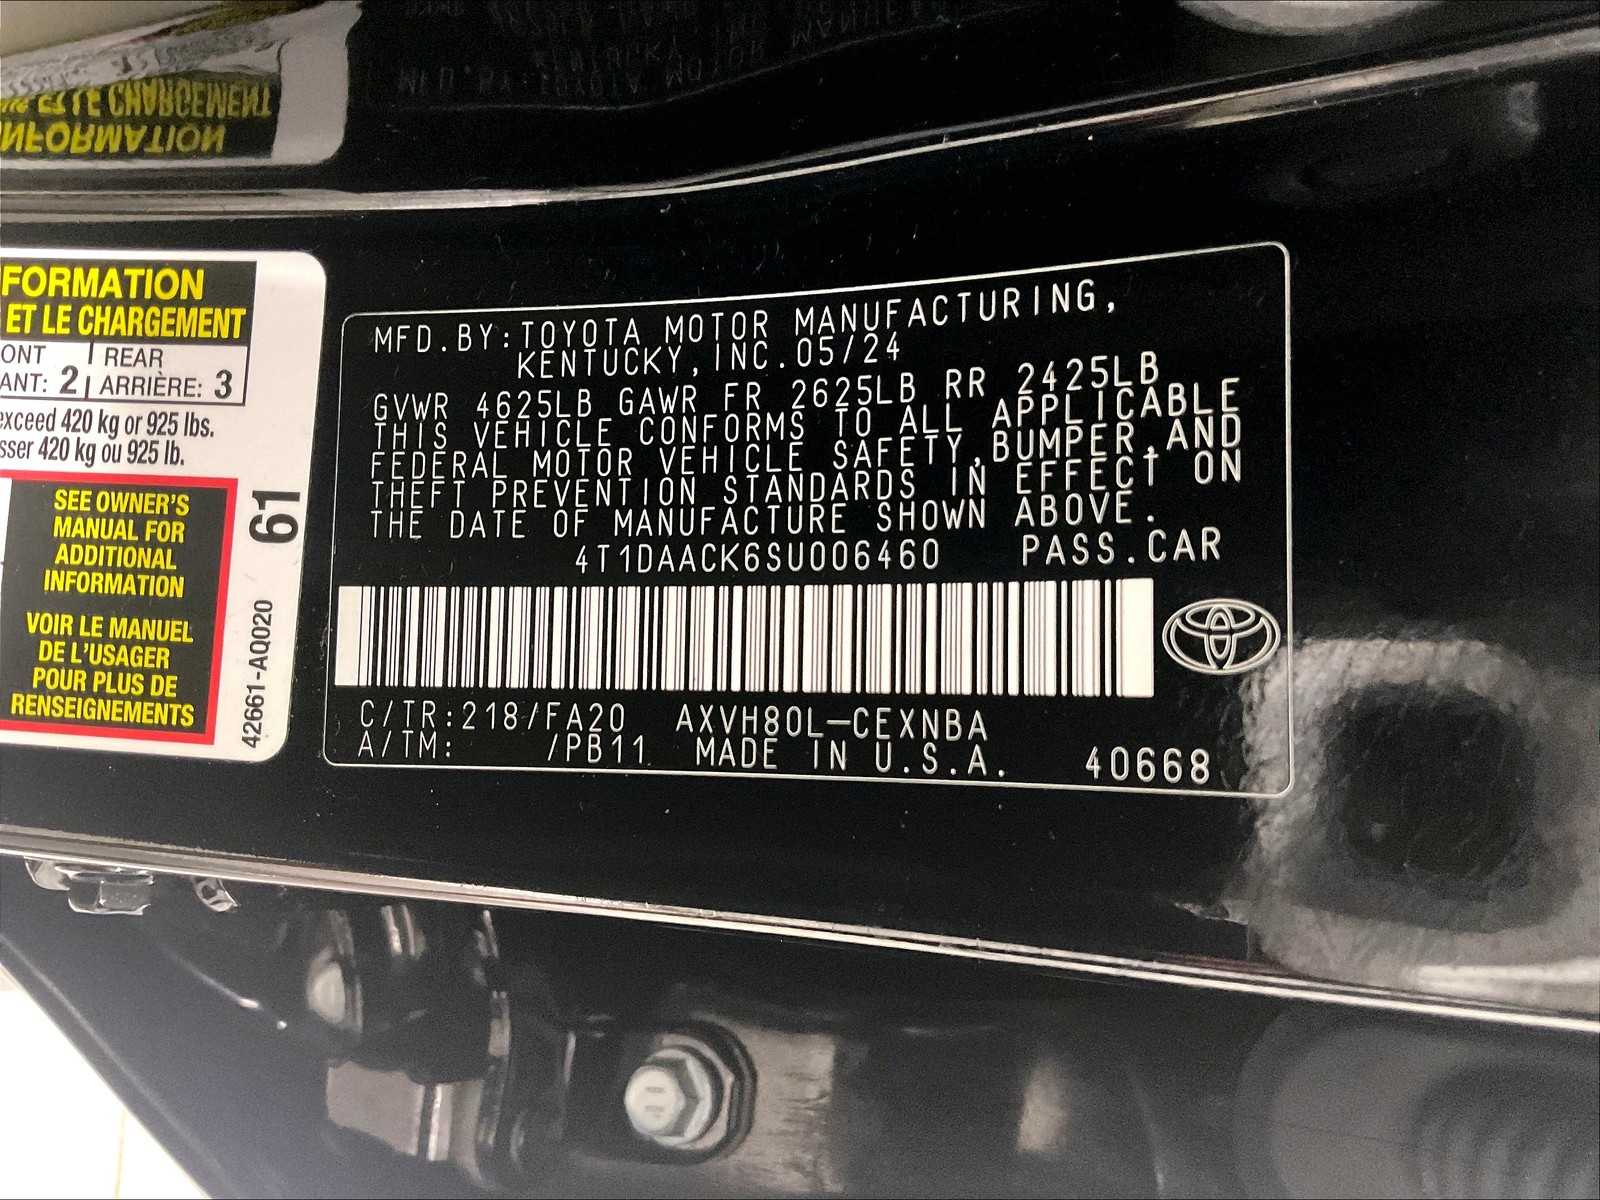 FORMATION
ET LE CHARGEMENT
REAR
2 ARRIÈRE: 3
exceed 420 kg or 925 lbs.
420 kg ou 925 lb.
SEE OWNER'S
MANUAL FOR
ADDITIONAL
INFORMATION
VOIR LE MANUEL
DE L'USAGER
POUR PLUS DE
RENSEIGNEMENTS
61
42661-AQ020
MFD.BY:TOYOTA MOTOR MANUFACTURING,
KENTUCKY,INC.05/24
GVWR 4625LB GAWR FR 2625LB RR 2425LB
THIS VEHICLE CONFORMS TO ALL APPLICABLE
FEDERAL MOTOR VEHICLE SAFETY,BUMPER,AND
THEFT PREVENTION STANDARDS IN EFFECT ON
THE DATE OF MANUFACTURE SHOWN ABOVE.
4T1DAACK6SU006460 PASS.CAR
C/TR:218/FA20 AXVH80L-CEXNBA
A/TM: /PB11 MADE IN U.S.A. 40668